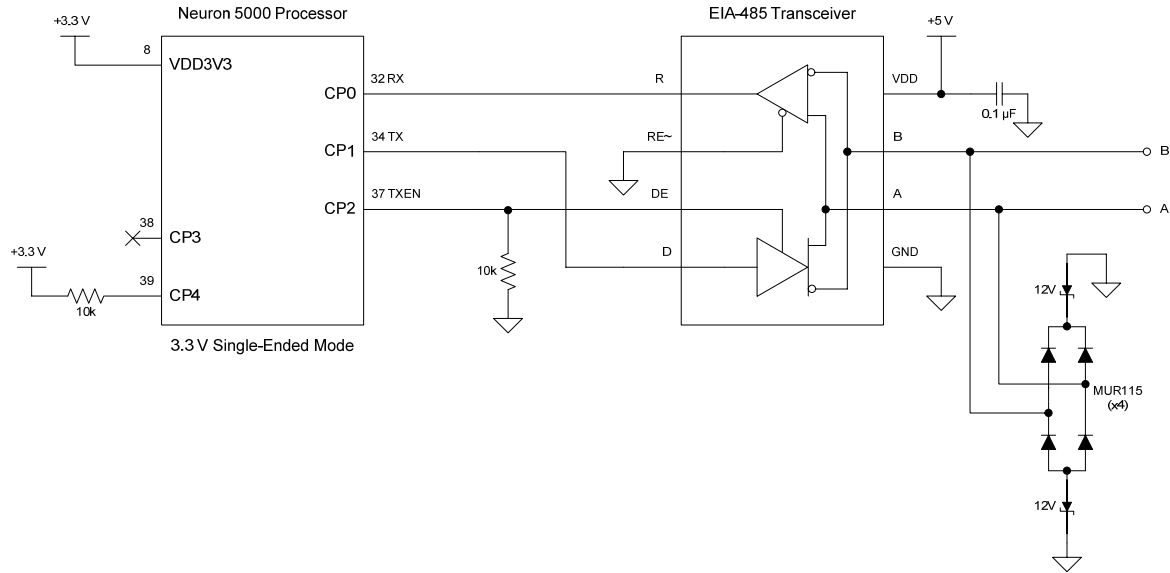 Neuron 5000 Processor
EIA-485 Transceiver
+3.3 V
+5 V
8
VDD3V3
32 RX
CP0
R
VDD
0.1 µF
34 TX
CP1
RE~
B
B
37 TXEN
CP2
DE
A
A
38
CP3
+3.3 V
39
CP4
10k
10k
D
GND
12V
3.3 V Single-Ended Mode
MUR115
(x4)
12V